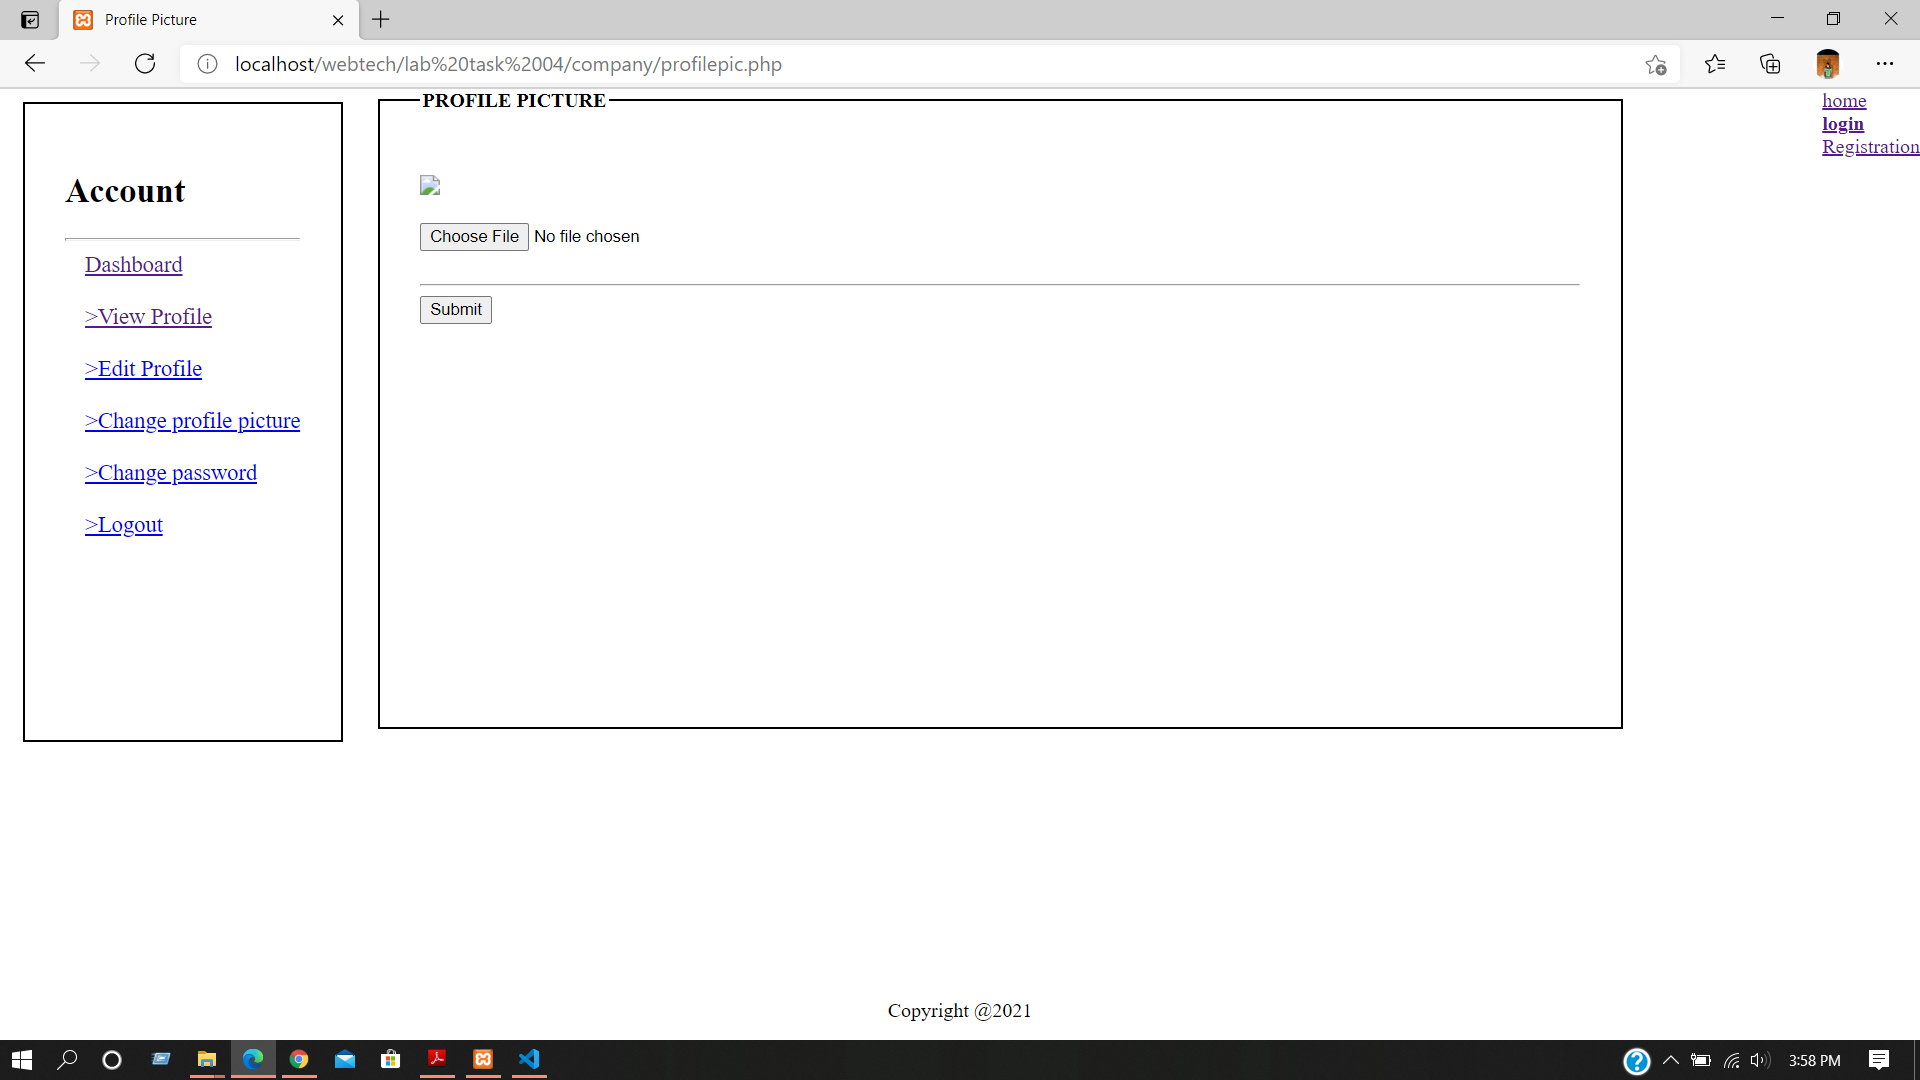 Profile Picture
localhost/webtech/lab%20task%2004/company/profilepic.php
home
login
Registration
Account
Dashboard
>View Profile
>Edit Profile
>Change profile picture
>Change password
>Logout
PROFILE PICTURE
Choose File No file chosen
Submit
Copyright @2021
3:58 PM